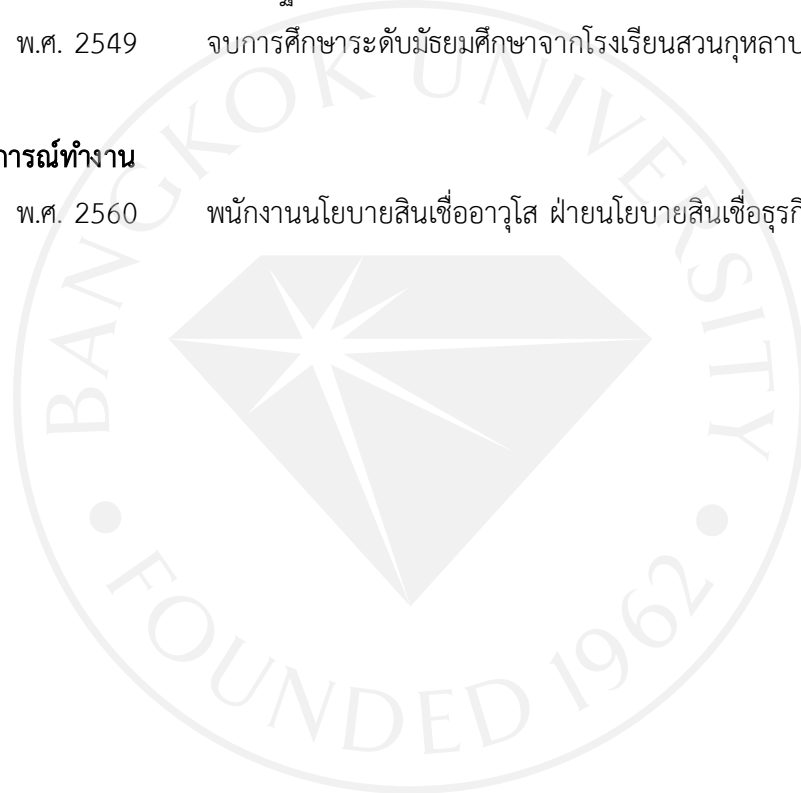 พ.ศ. 2549 จบการศึกษาระดับมัธยมศึกษาจากโรงเรียนสวนกุหลาบ
การณ์ทำงาน
พ.ศ. 2560 พนักงานนโยบายสินเชื่ออาวุโส ฝ่ายนโยบายสินเชื่อธุรกิ
BANGKOK UNIVERSITY
FOUNDED 1962